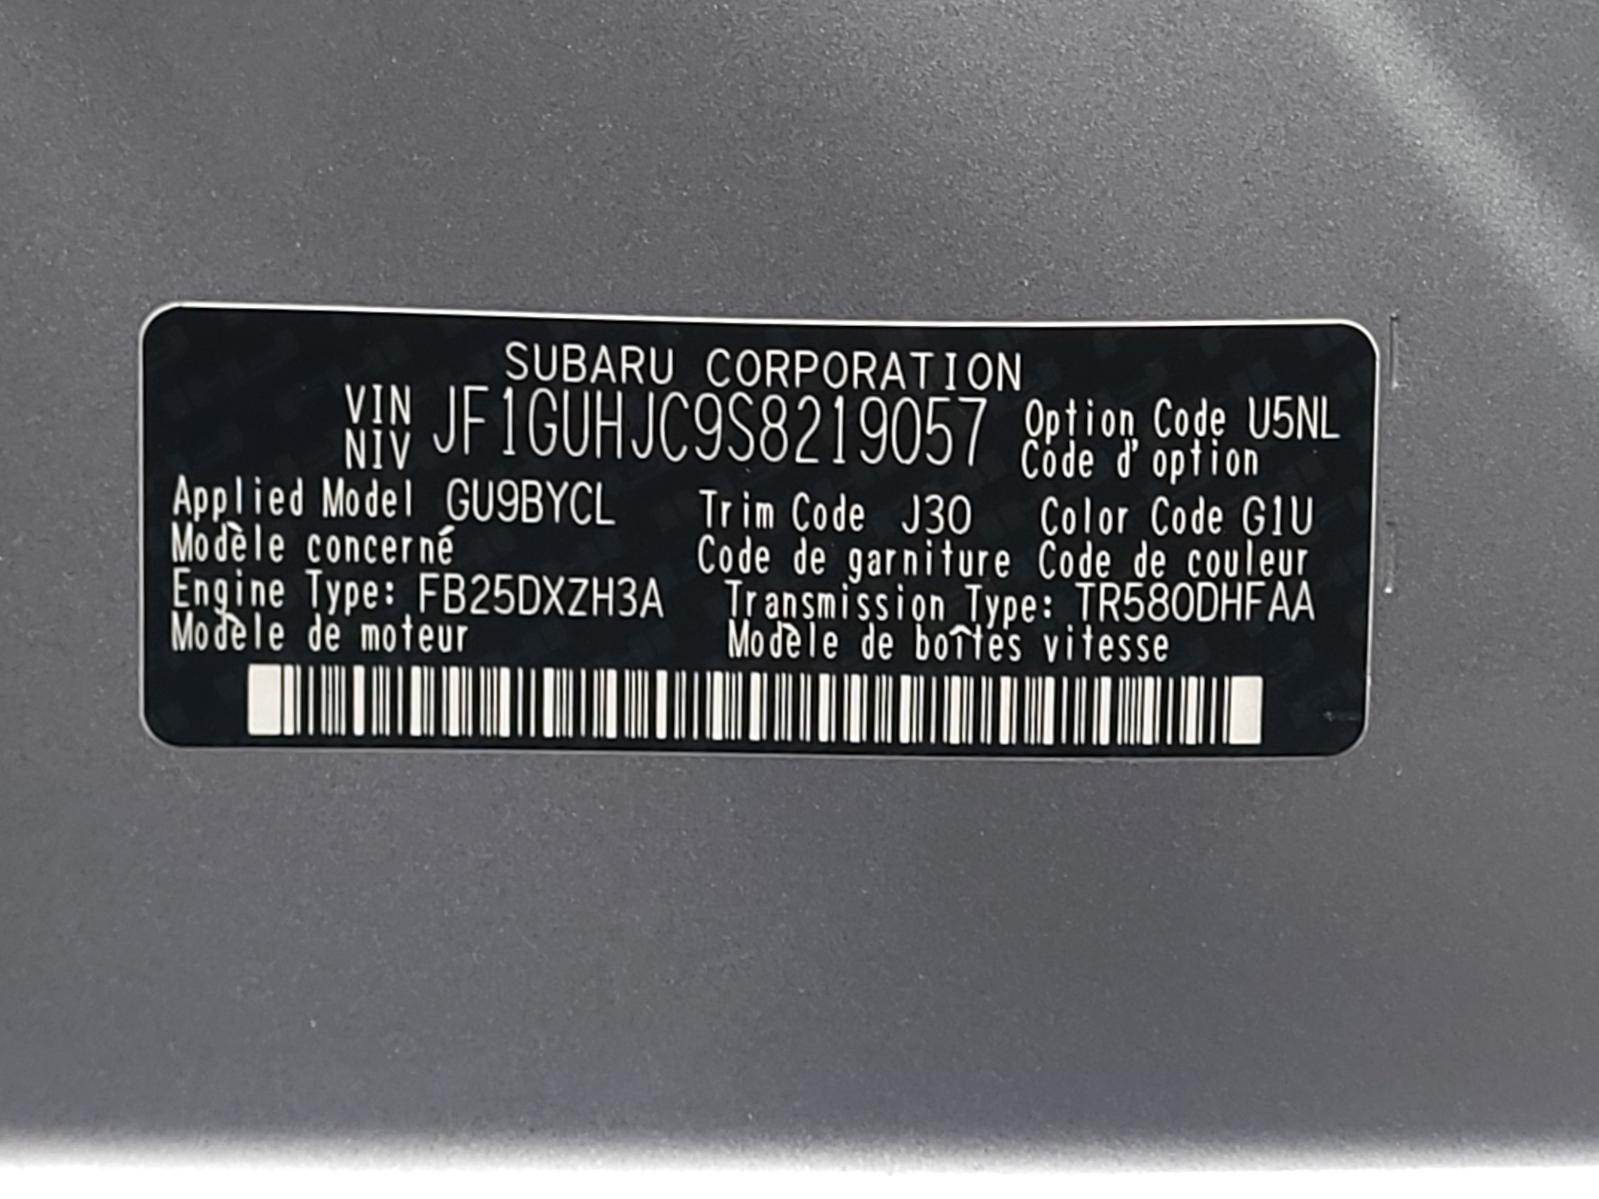 SUBARU CORPORATION
VIN NIV JF1GUHJC9S8219057 Option Code U5NL
Code d'option
Applied Model GU9BYCL Trim Code J30 Color Code G1U
Modèle concerné Code de garniture Code de couleur
Engine Type: FB25DXZH3A Transmission Type: TR580DHFAA
Modèle de moteur Modèle de boîtes vitesse